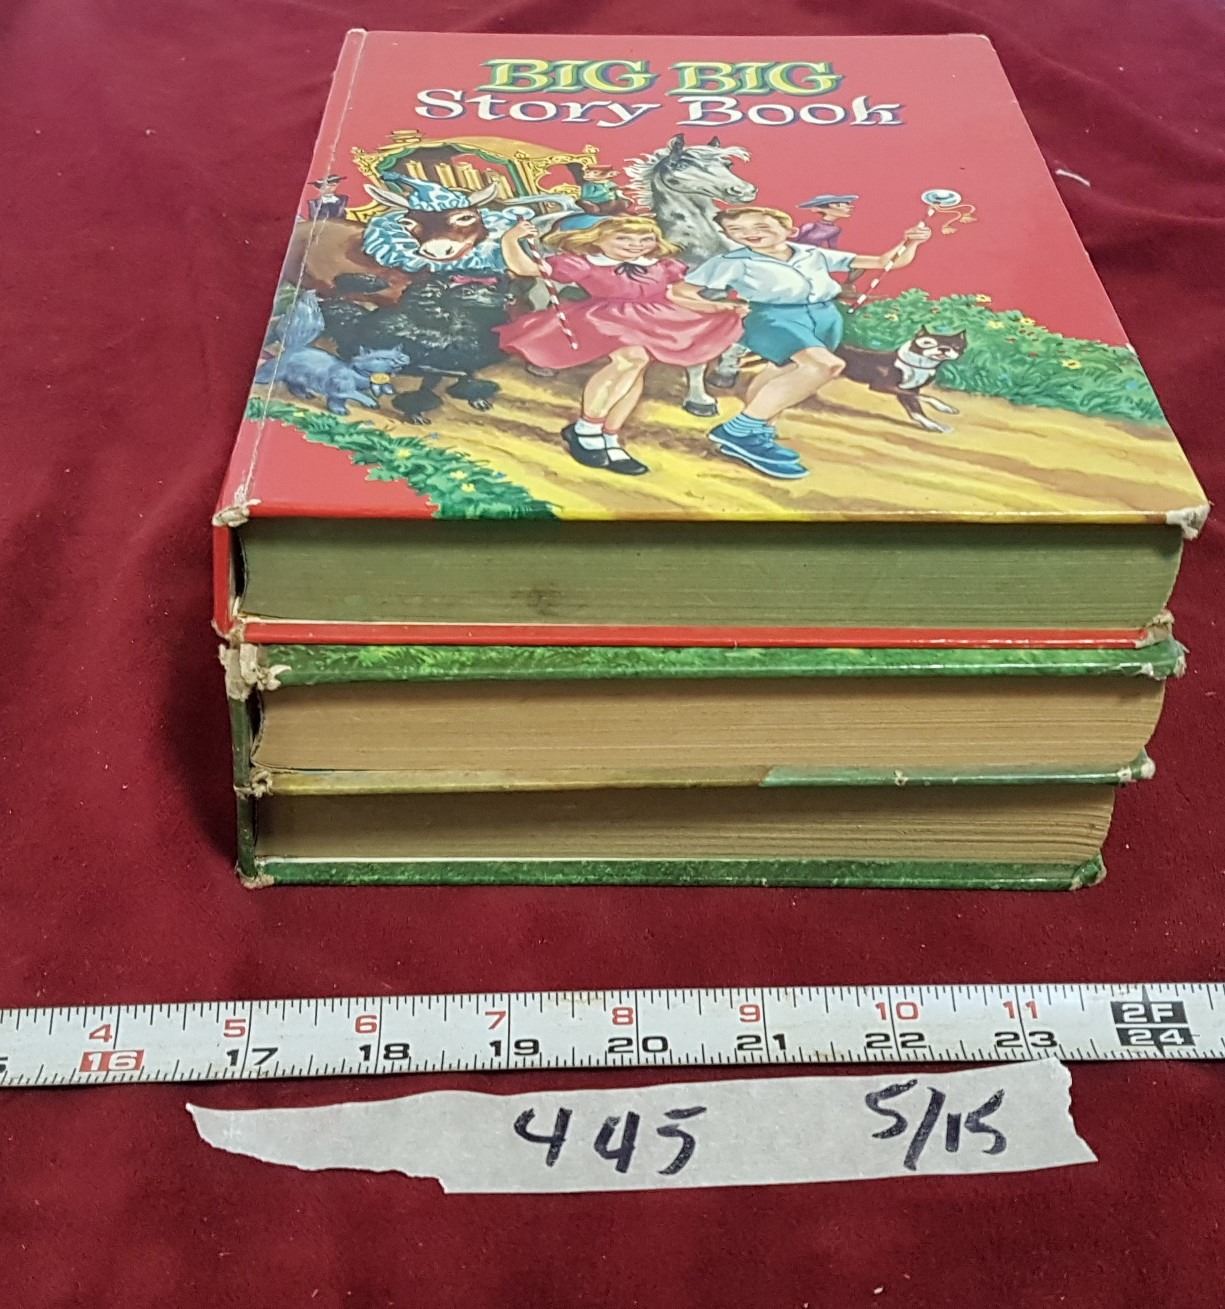 BIG BIG
Story Book
4 5 6 7 8 9 10 11 2F
16 17 18 19 20 21 22 23 24
445 5/15